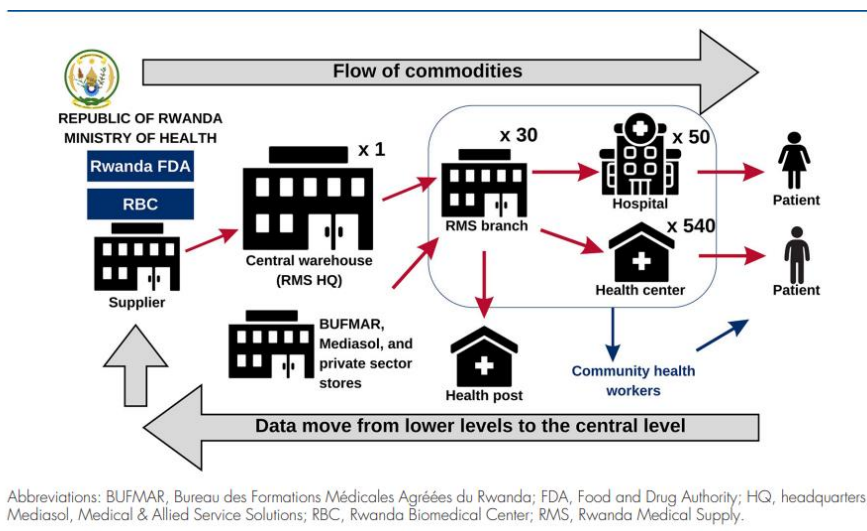 Flow of commodities
REPUBLIC OF RWANDA
MINISTRY OF HEALTH
Rwanda FDA
RBC
Supplier
x 1
Central warehouse
(RMS HQ)
x 30
RMS branch
x 50
Hospital
Patient
x 540
Health center
Patient
BUFMAR,
Mediasol, and
private sector
stores
Health post
Community health
workers
Data move from lower levels to the central level
Abbreviations: BUFMAR, Bureau des Formations Médicales Agréées du Rwanda; FDA, Food and Drug Authority; HQ, headquarters
Mediasol, Medical & Allied Service Solutions; RBC, Rwanda Biomedical Center; RMS, Rwanda Medical Supply.